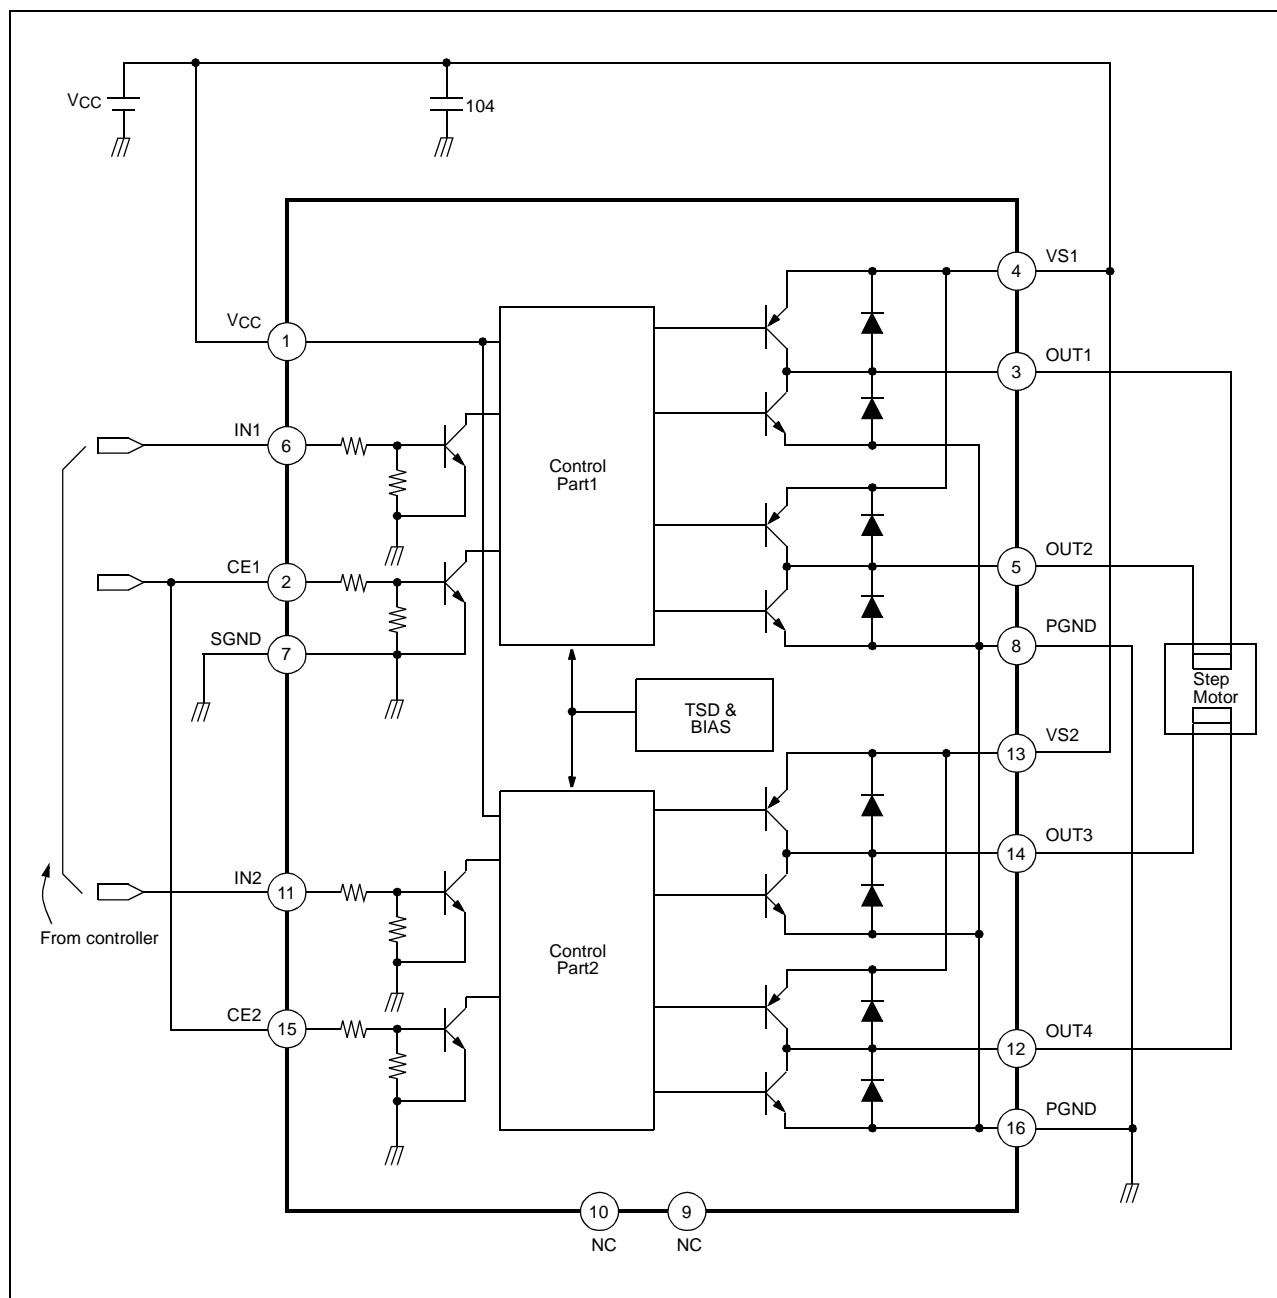 VCC
104
VS1
4
VCC
1
OUT1
3
IN1
6
Control
Part1
CE1
2
OUT2
5
SGND
7
PGND
8
Step
Motor
TSD &
BIAS
VS2
13
OUT3
14
IN2
11
From controller
Control
Part2
CE2
15
OUT4
12
PGND
16
10
9
NC
NC